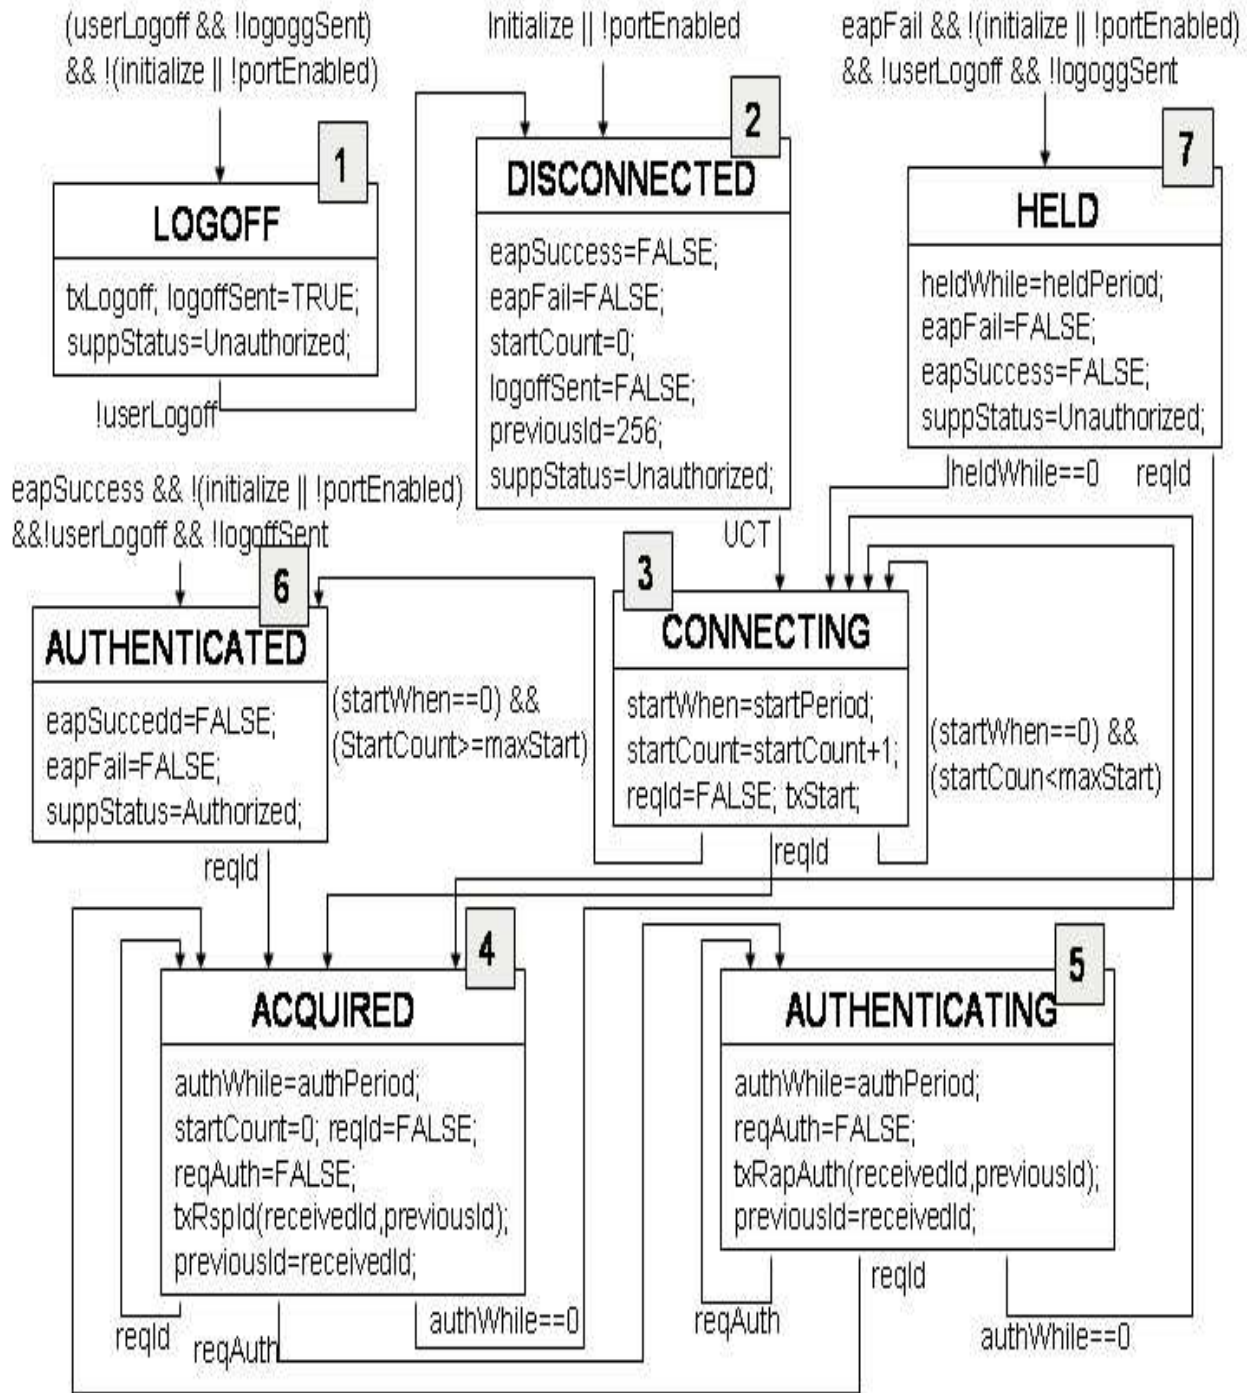 (userLogoff && !logoggSent)
&& !(initialize || !portEnabled)
Initialize || !portEnabled
eapFail && !(initialize || !portEnabled)
&& !userLogoff && !logoggSent
1
LOGOFF
txLogoff; logoffSent=TRUE;
suppStatus=Unauthorized;
!userLogoff
2
DISCONNECTED
eapSuccess=FALSE;
eapFail=FALSE;
startCount=0;
logoffSent=FALSE;
previousId=256;
suppStatus=Unauthorized;
UCT
7
HELD
heldWhile=heldPeriod;
eapFail=FALSE;
eapSuccess=FALSE;
suppStatus=Unauthorized;
heldWhile==0
reqId
eapSuccess && !(initialize || !portEnabled)
&&!userLogoff && !logoffSent
6
AUTHENTICATED
eapSuccedd=FALSE;
eapFail=FALSE;
suppStatus=Authorized;
reqId
(startWhen==0) &&
(StartCount>=maxStart)
3
CONNECTING
startWhen=startPeriod;
startCount=startCount+1;
reqId=FALSE; txStart;
reqId
(startWhen==0) &&
(startCoun<maxStart)
4
ACQUIRED
authWhile=authPeriod;
startCount=0; reqId=FALSE;
reqAuth=FALSE;
txRspId(receivedId,previousId);
previousId=receivedId;
reqId
reqAuth
authWhile==0
5
AUTHENTICATING
authWhile=authPeriod;
reqAuth=FALSE;
txRapAuth(receivedId,previousId);
previousId=receivedId;
reqAuth
reqId
authWhile==0